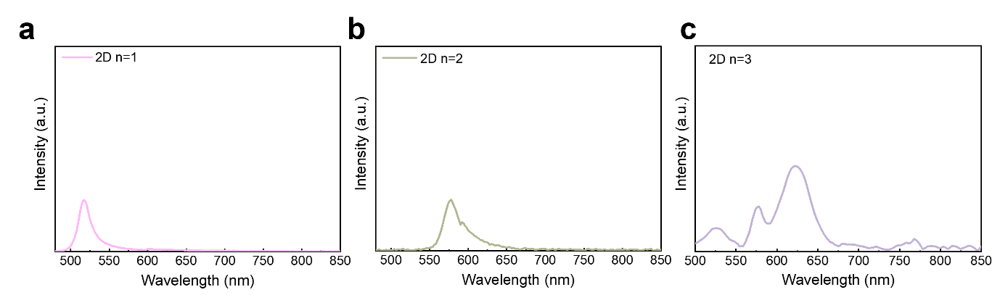 a
2D n=1
Intensity (a.u.)
500 550 600 650 700 750 800 850
Wavelength (nm)
b
2D n=2
Intensity (a.u.)
500 550 600 650 700 750 800 850
Wavelength (nm)
c
2D n=3
Intensity (a.u.)
500 550 600 650 700 750 800 850
Wavelength (nm)